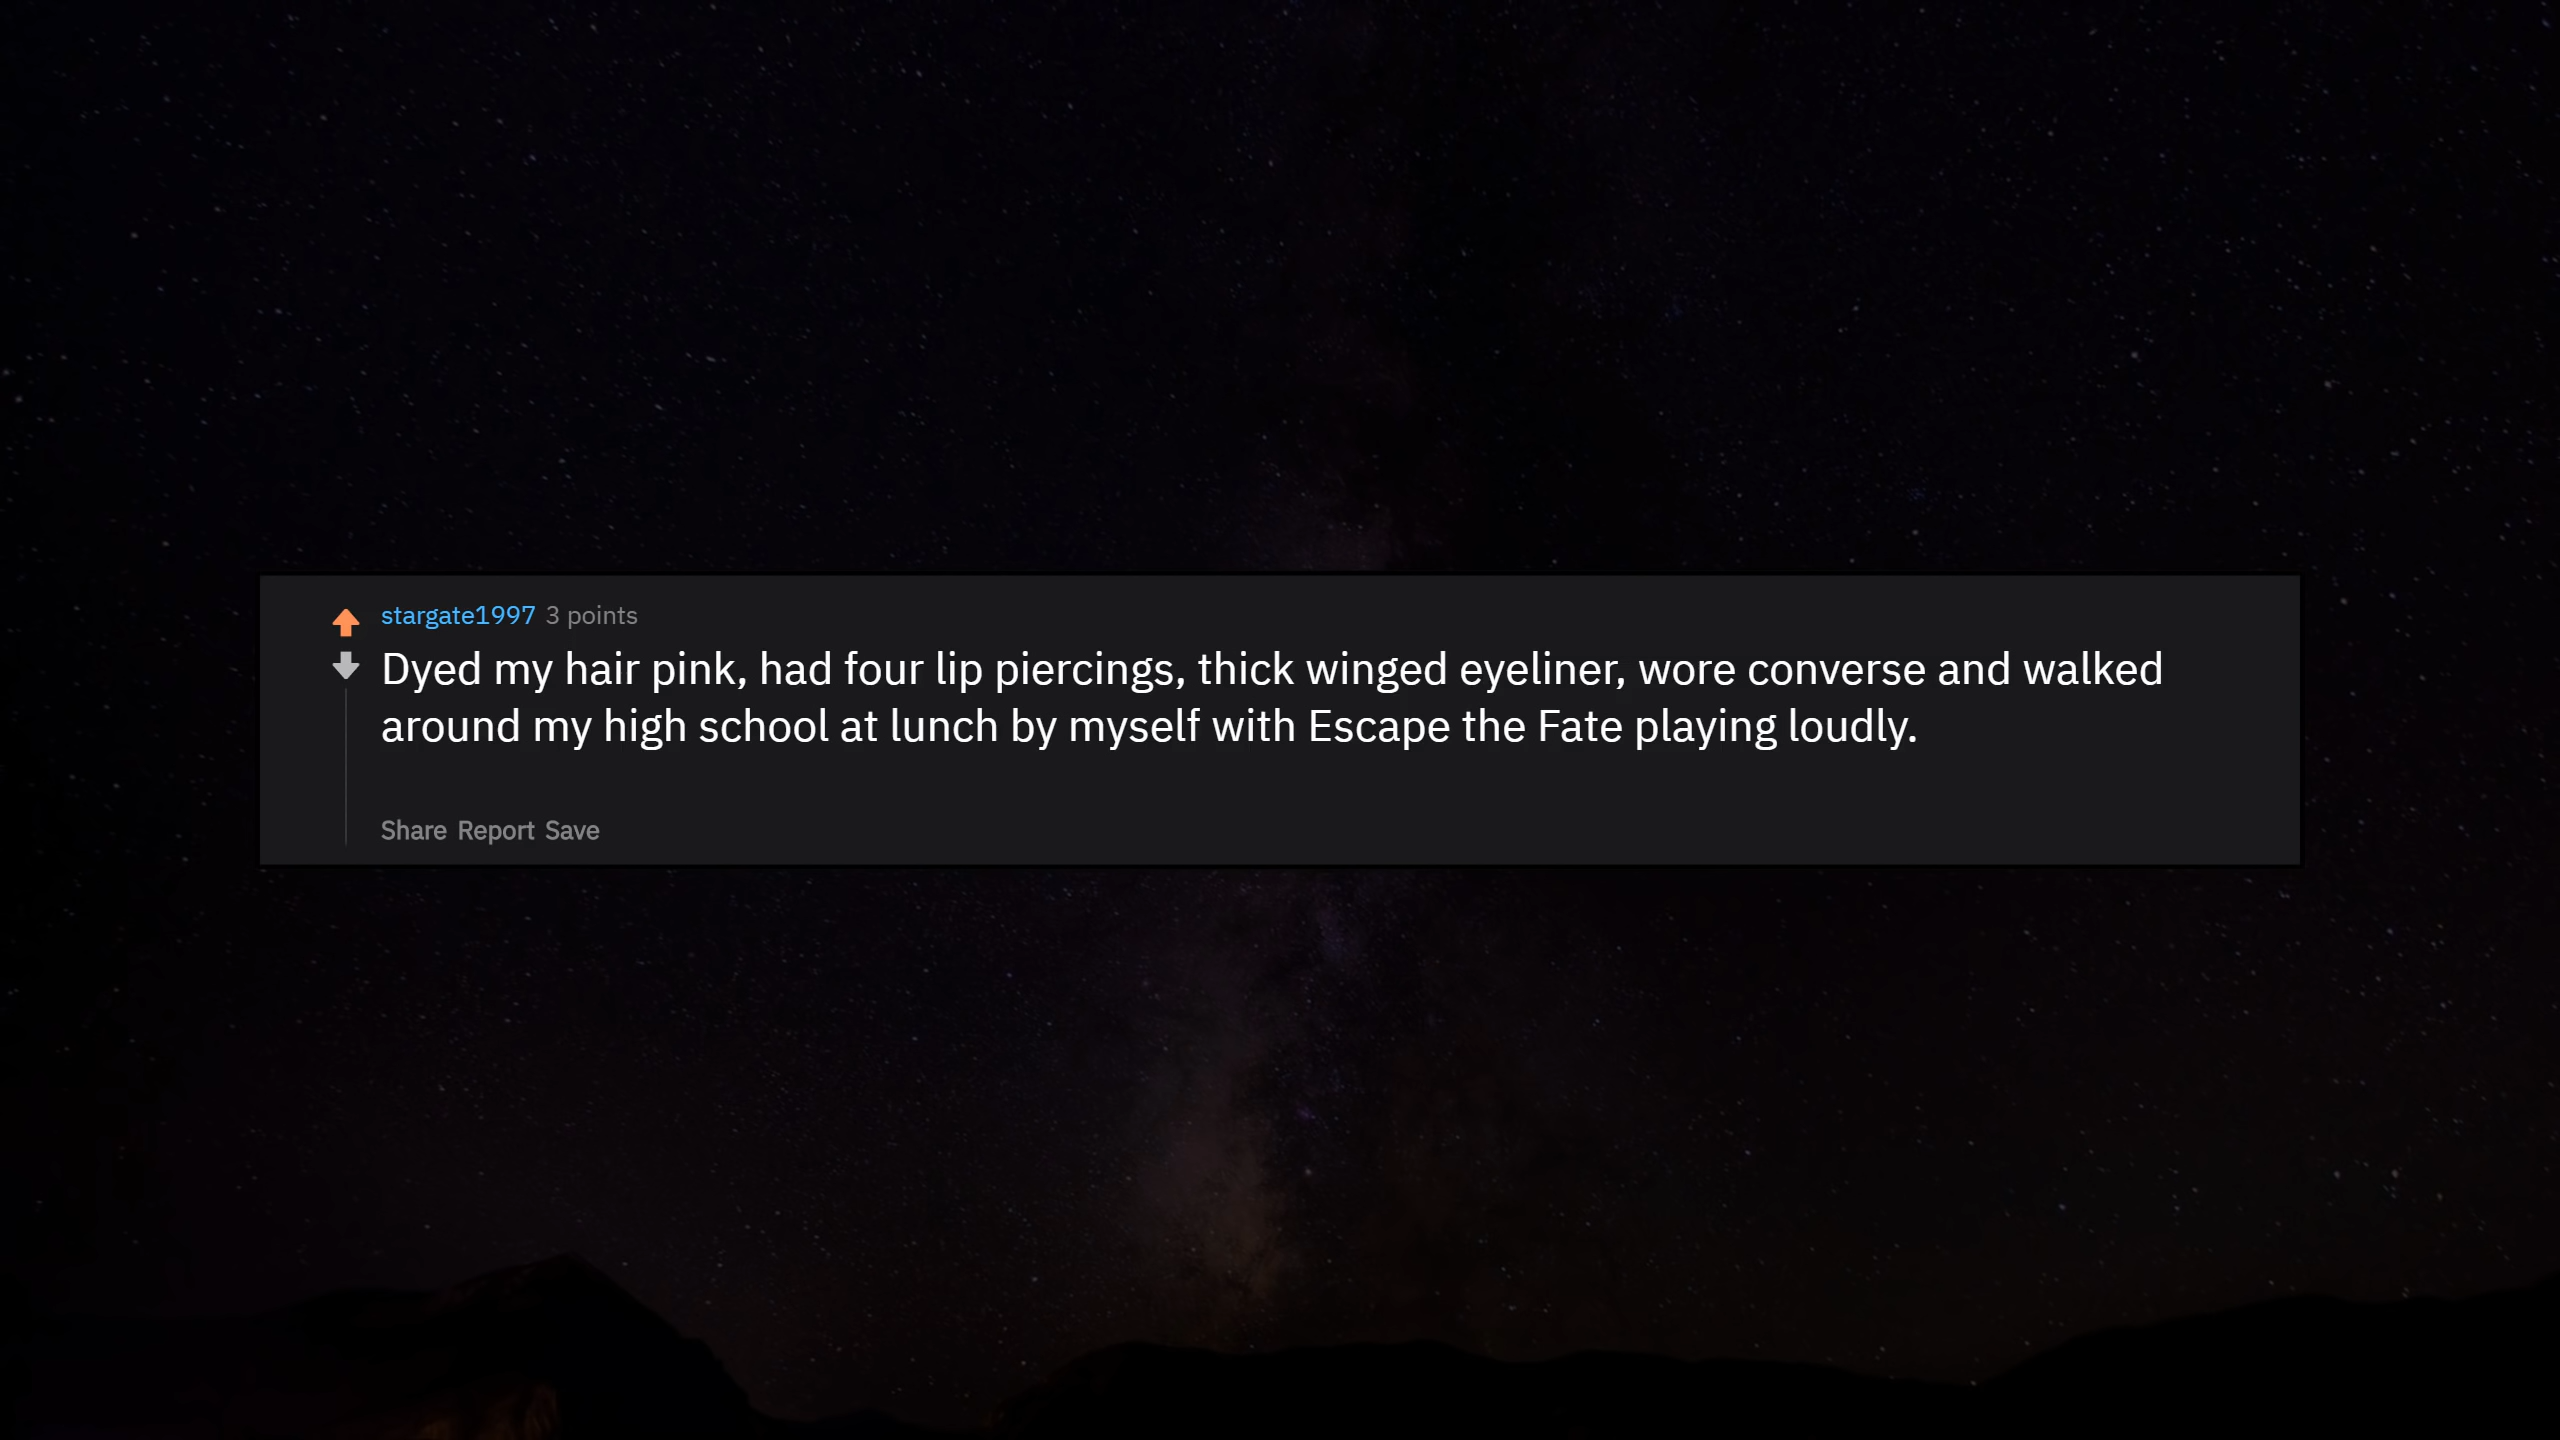 stargate1997 3 points
Dyed my hair pink, had four lip piercings, thick winged eyeliner, wore converse and walked
around my high school at lunch by myself with Escape the Fate playing loudly.
Share Report Save